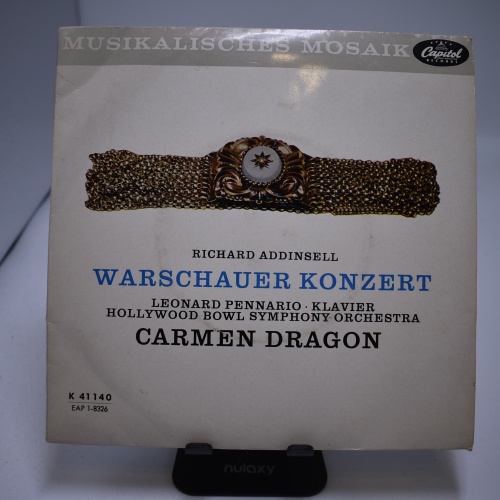 MUSIKALISCHES MOSAIK
Capitol
RECORDS
RICHARD ADDINSELL
WARSCHAUER KONZERT
LEONARD PENNARIO · KLAVIER
HOLLYWOOD BOWL SYMPHONY ORCHESTRA
CARMEN DRAGON
K 41140
EAP 1-8326
nulaxy